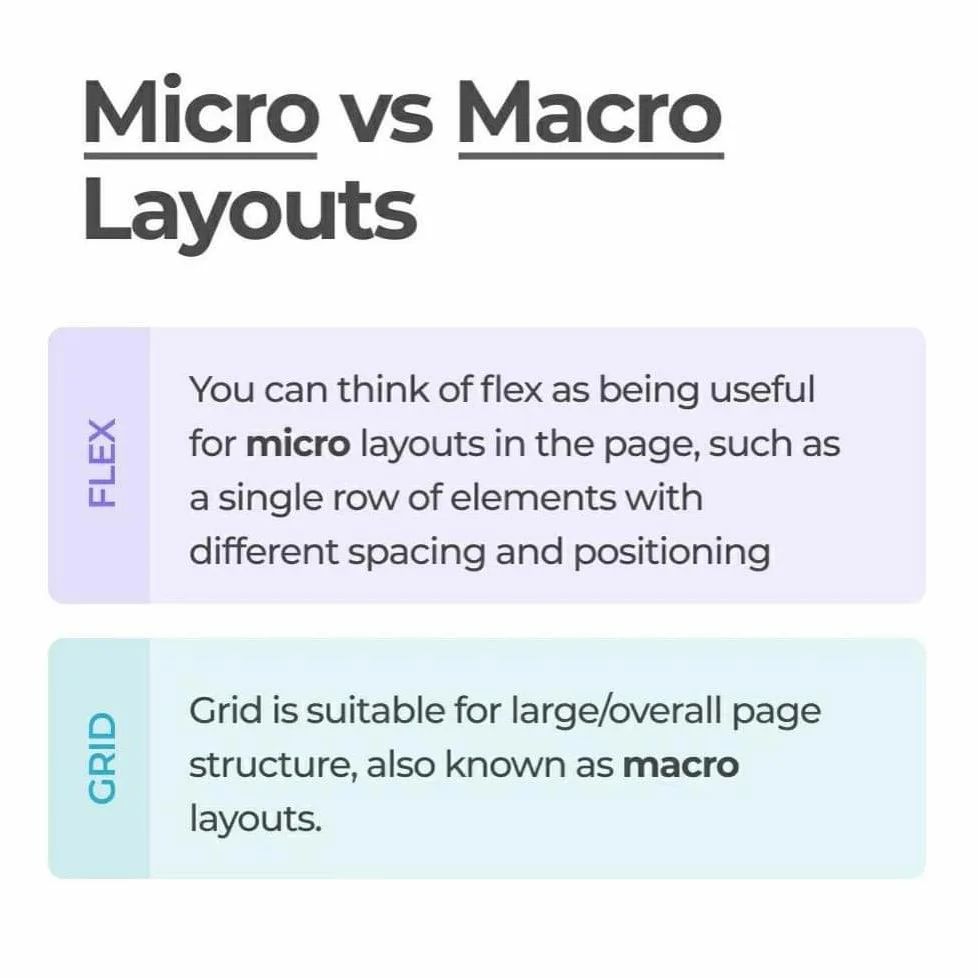 Micro vs Macro
Layouts
FLEX
You can think of flex as being useful
for micro layouts in the page, such as
a single row of elements with
different spacing and positioning
GRID
Grid is suitable for large/overall page
structure, also known as macro
layouts.